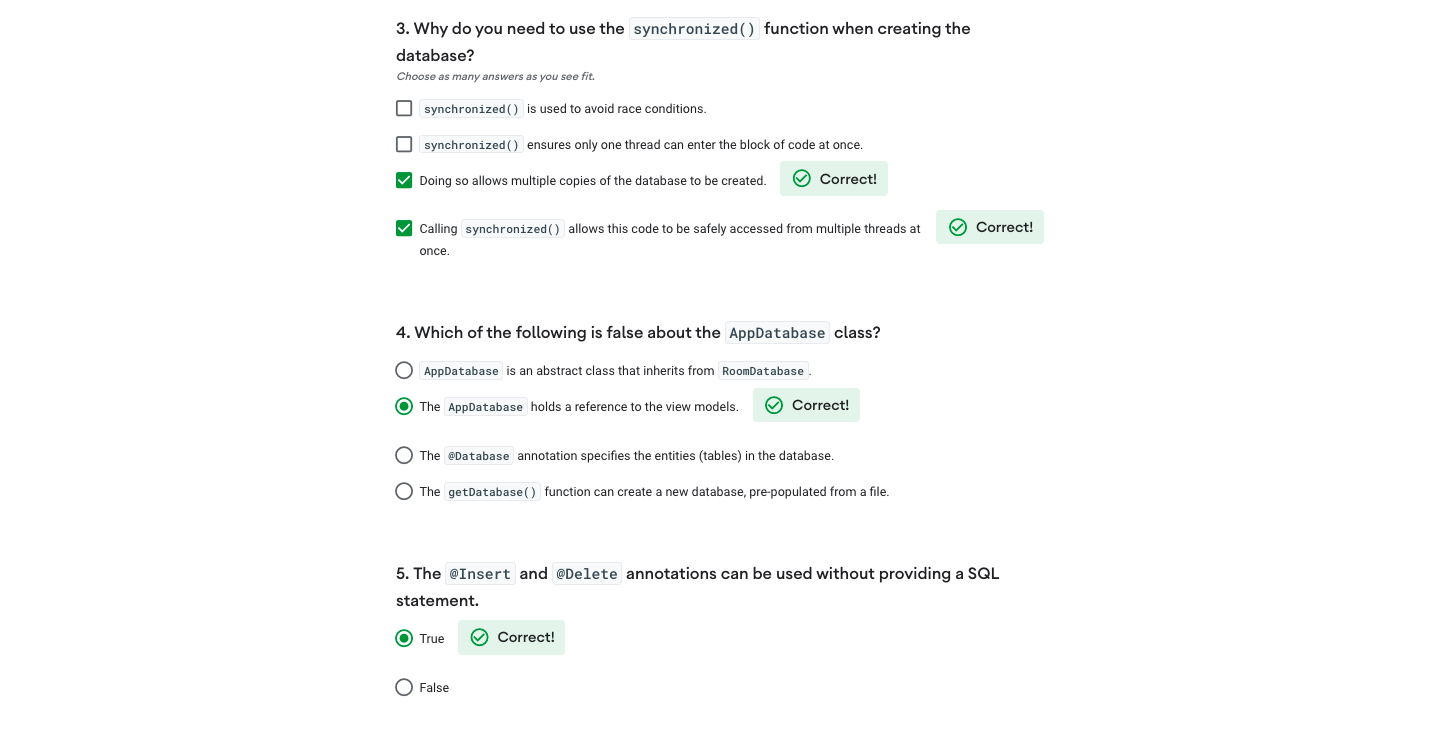 3. Why do you need to use the synchronized() function when creating the
database?
Choose as many answers as you see fit.
synchronized() is used to avoid race conditions.
synchronized() ensures only one thread can enter the block of code at once.
Doing so allows multiple copies of the database to be created. Correct!
Calling synchronized() allows this code to be safely accessed from multiple threads at Correct!
once.
4. Which of the following is false about the AppDatabase class?
AppDatabase is an abstract class that inherits from RoomDatabase.
The AppDatabase holds a reference to the view models. Correct!
The @Database annotation specifies the entities (tables) in the database.
The getDatabase() function can create a new database, pre-populated from a file.
5. The @Insert and @Delete annotations can be used without providing a SQL
statement.
True Correct!
False